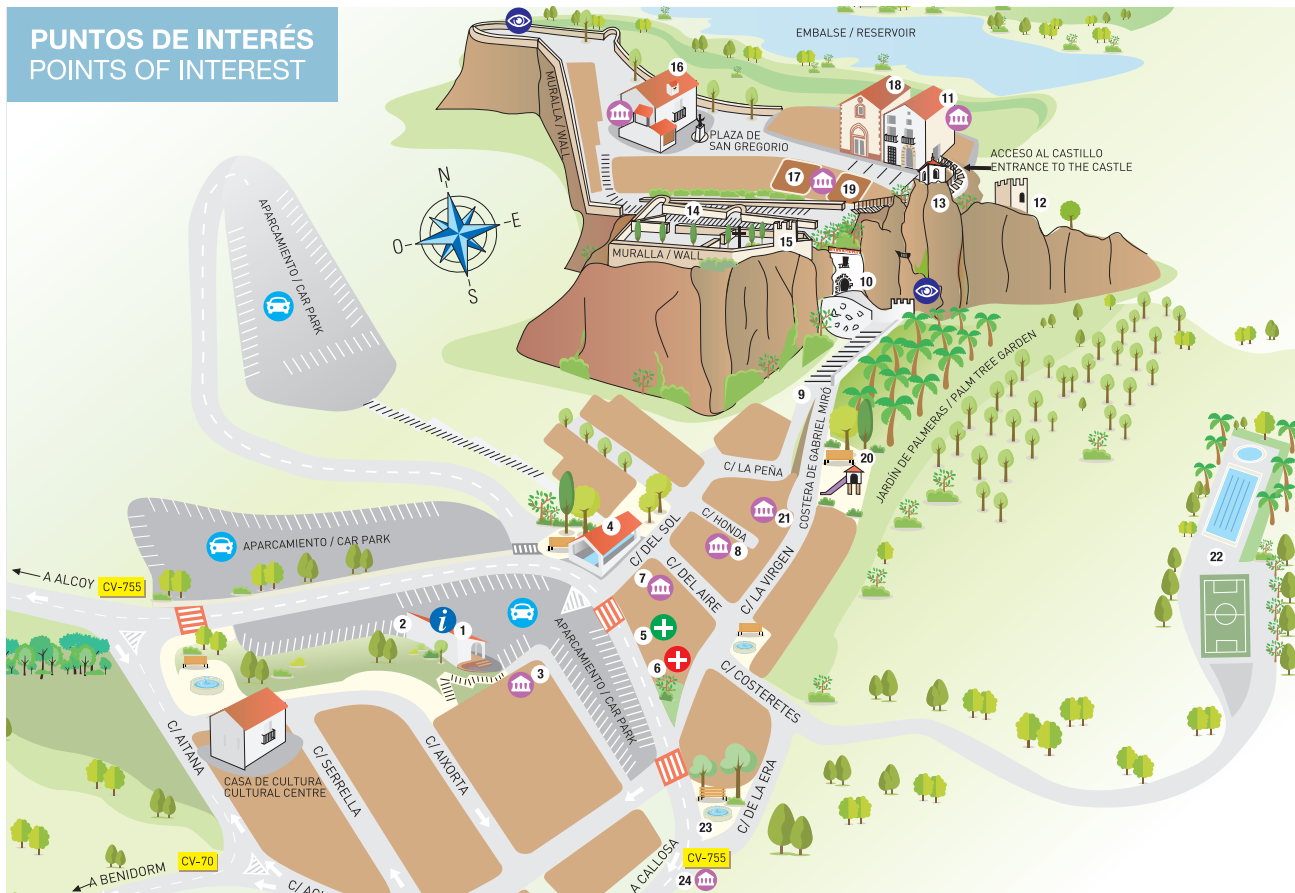 PUNTOS DE INTERÉS
POINTS OF INTEREST
EMBALSE / RESERVOIR
MURALLA / WALL
16
18
11
PLAZA DE
SAN GREGORIO
ACCESO AL CASTILLO
ENTRANCE TO THE CASTLE
17
19
13
12
14
15
MURALLA / WALL
10
N
E
S
O
APARCAMIENTO / CAR PARK
9
COSTERA DE GABRIEL MIRÓ
JARDÍN DE PALMERAS / PALM TREE GARDEN
20
C/ LA PEÑA
21
C/ HONDA
8
C/ DEL SOL
4
APARCAMIENTO / CAR PARK
7
C/ DEL AIRE
C/ LA VIRGEN
22
A ALCOY
CV-755
2
i
1
5
6
3
APARCAMIENTO / CAR PARK
C/ COSTERETES
C/ AITANA
C/ SERRELLA
C/ AIXORTA
CASA DE CULTURA
CULTURAL CENTRE
C/ DE LA ERA
23
CV-755
24
A CALLOSA
CV-70
A BENIDORM